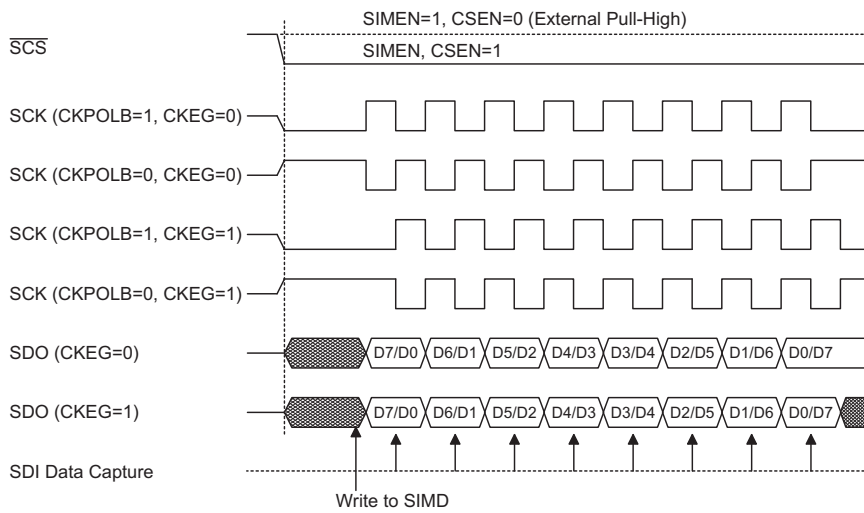 SIMEN=1, CSEN=0 (External Pull-High)
SCS
SIMEN, CSEN=1
SCK (CKPOLB=1, CKEG=0)
SCK (CKPOLB=0, CKEG=0)
SCK (CKPOLB=1, CKEG=1)
SCK (CKPOLB=0, CKEG=1)
SDO (CKEG=0) D7/D0 D6/D1 D5/D2 D4/D3 D3/D4 D2/D5 D1/D6 D0/D7
SDO (CKEG=1) D7/D0 D6/D1 D5/D2 D4/D3 D3/D4 D2/D5 D1/D6 D0/D7
SDI Data Capture
Write to SIMD